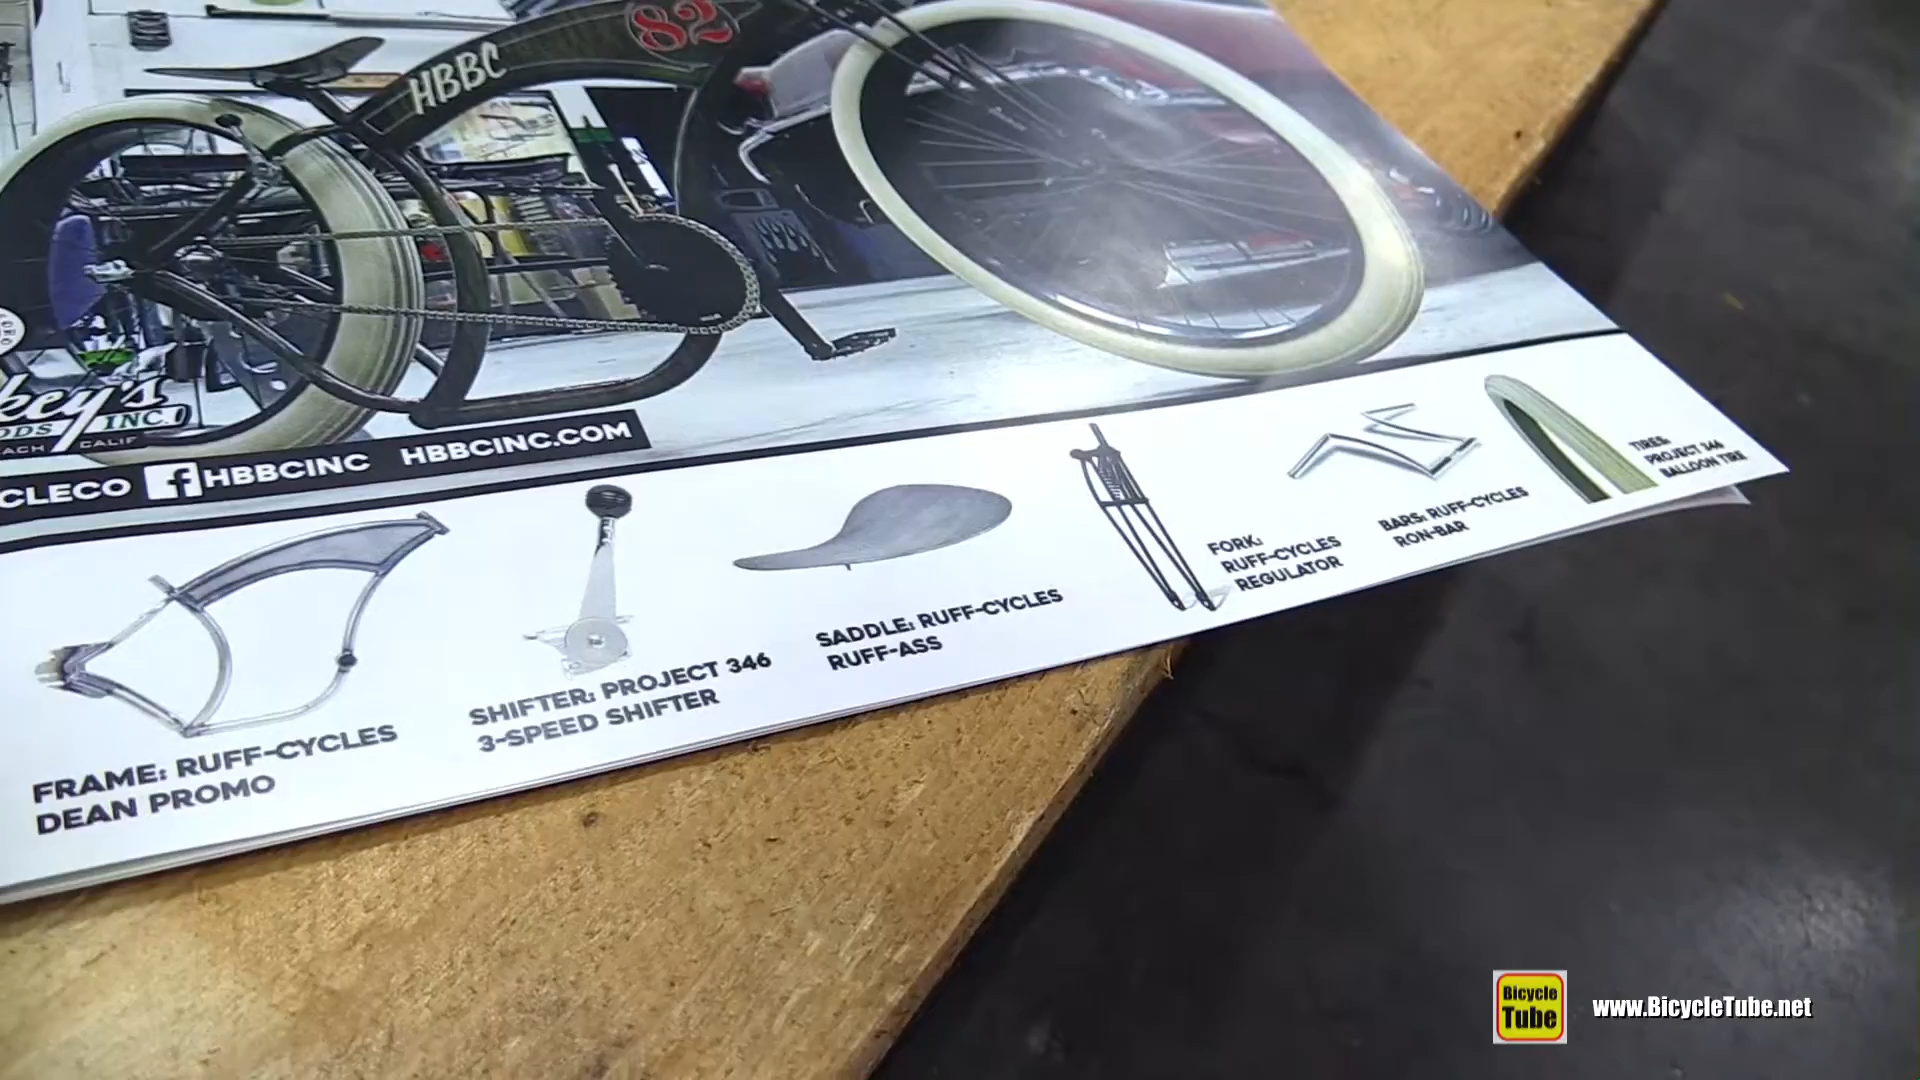 82
HBBC
key's
ODS INC.
EACH CALIF
CLECO f HBBCINC HBBCINC.COM
FRAME: RUFF-CYCLES
DEAN PROMO
SHIFTER: PROJECT 346
3-SPEED SHIFTER
SADDLE: RUFF-CYCLES
RUFF-ASS
FORK:
RUFF-CYCLES
REGULATOR
BARS: RUFF-CYCLES
RON-BAR
TIRES:
PROJECT 346
BALLOON TIRE
Bicycle
Tube
www.BicycleTube.net